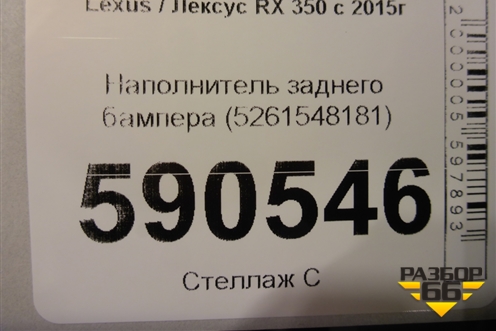 Lexus / Лексус RX 350 с 2015г
Наполнитель заднего
бампера (5261548181)
590546
Стеллаж С
2000005597893
РАЗБОР
66